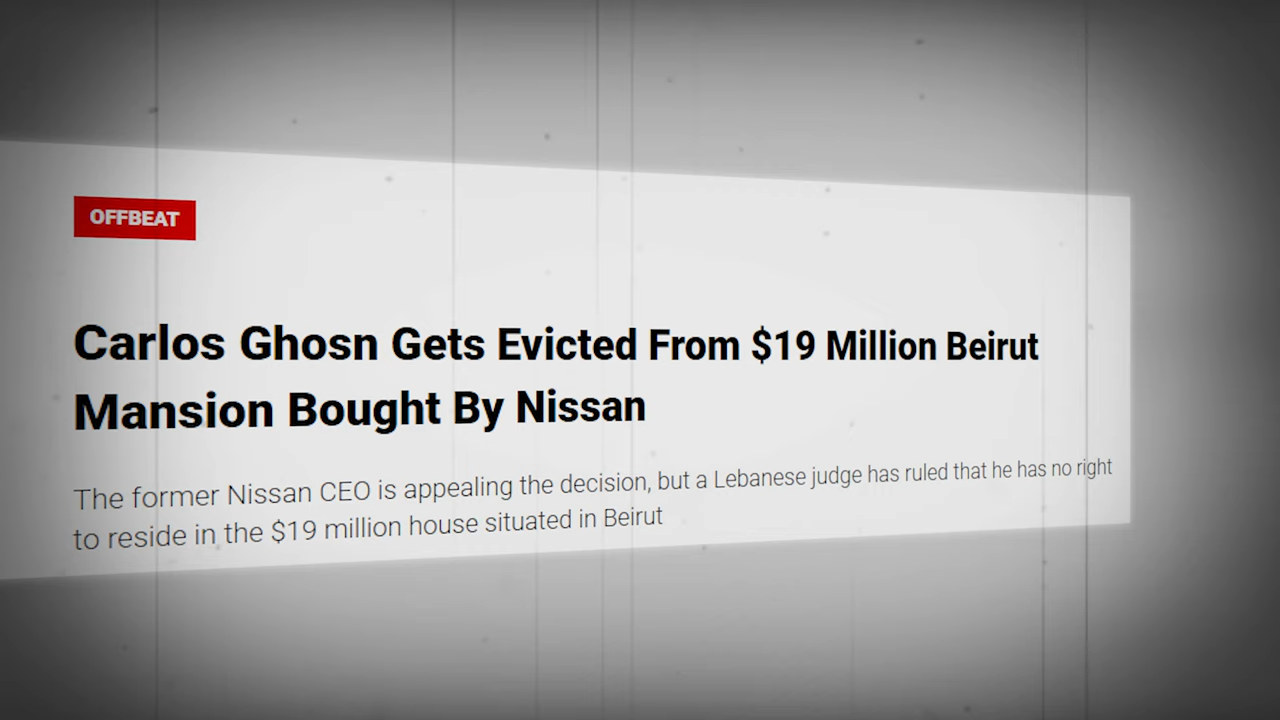 OFFBEAT
Carlos Ghosn Gets Evicted From $19 Million Beirut
Mansion Bought By Nissan
The former Nissan CEO is appealing the decision, but a Lebanese judge has ruled that he has no right
to reside in the $19 million house situated in Beirut